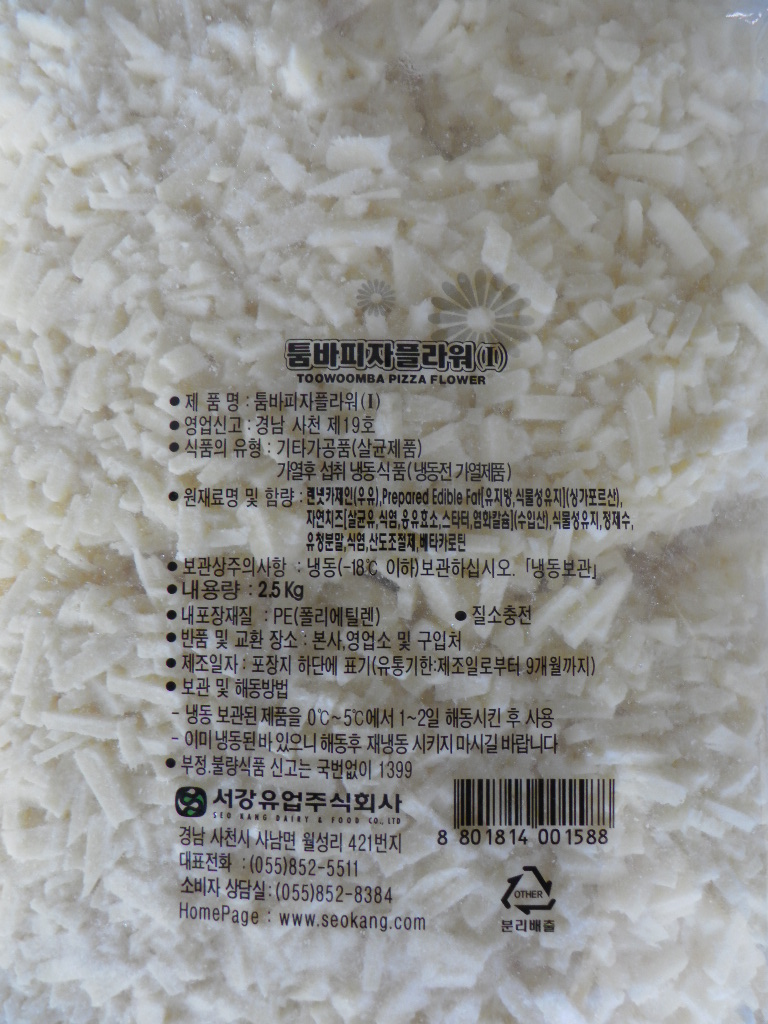 툼바피자플라워(I)
TOOWOOMBA PIZZA FLOWER
● 제 품 명 : 툼바피자플라워(I)
● 영업신고 : 경남 사천 제19호
● 식품의 유형 : 기타가공품(살균제품)
가열후 섭취 냉동식품(냉동전 가열제품)
● 원재료명 및 함량 : 렌넷카제인(우유),Prepared Edible Fat[유지방,식물성유지](싱가포르산),
자연치즈[살균유,식염,응유효소,스타터,염화칼슘](수입산),식물성유지,정제수,
유청분말,식염,산도조절제,베타카로틴
● 보관상주의사항 : 냉동(-18℃ 이하)보관하십시오.「냉동보관」
● 내용량 : 2.5Kg
● 내포장재질 : PE(폴리에틸렌) ● 질소충전
● 반품 및 교환 장소 : 본사,영업소 및 구입처
● 제조일자 : 포장지 하단에 표기(유통기한:제조일로부터 9개월까지)
● 보관 및 해동방법
- 냉동 보관된 제품을 0℃~5℃에서 1~2일 해동시킨 후 사용
- 이미 냉동된 바 있으니 해동후 재냉동 시키지 마시길 바랍니다
● 부정.불량식품 신고는 국번없이 1399
서강유업주식회사
SEO KANG DAIRY & FOOD CO., LTD
경남 사천시 사남면 월성리 421번지
대표전화 : (055)852-5511
소비자 상담실 : (055)852-8384
HomePage : www.seokang.com
8 801814 001588
OTHER
분리배출